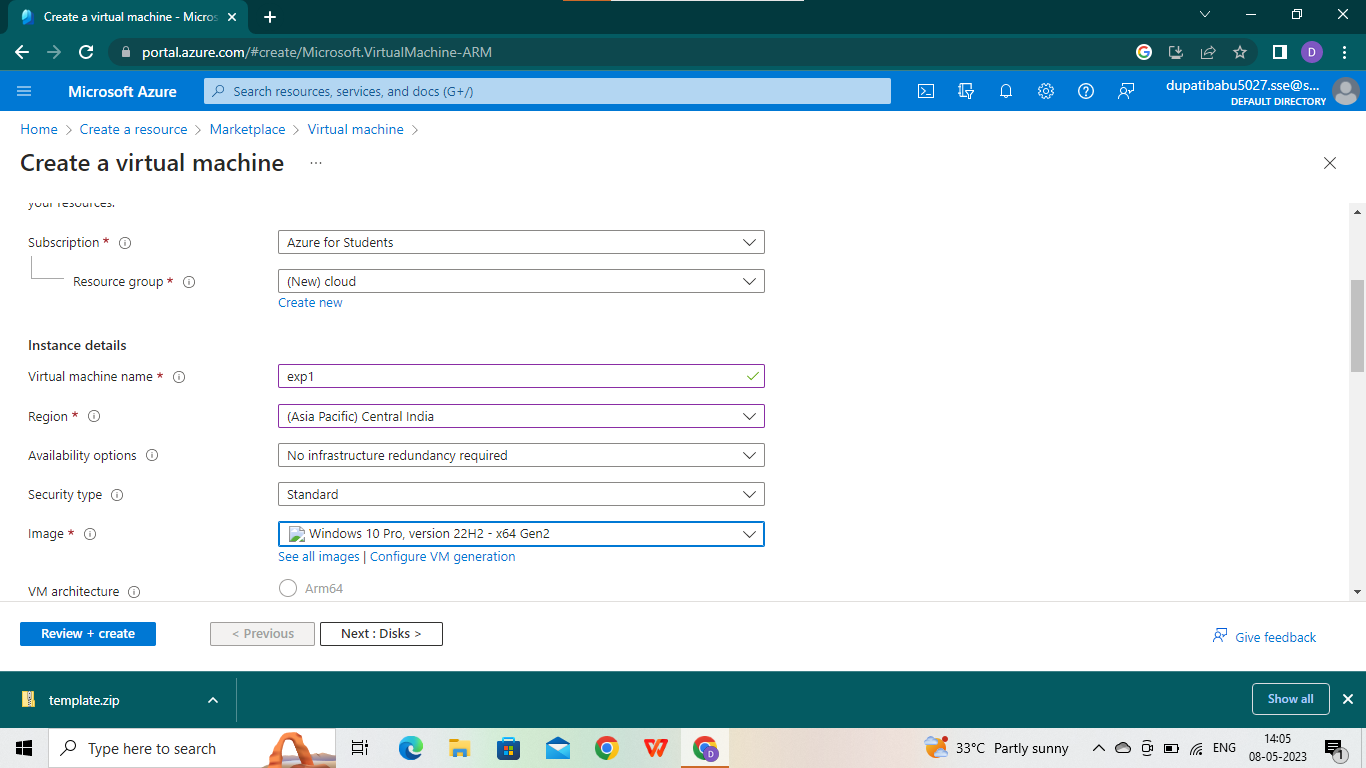 Create a virtual machine - Micros
portal.azure.com/#create/Microsoft.VirtualMachine-ARM
D
Microsoft Azure
Search resources, services, and docs (G+/)
dupatibabu5027.sse@s...
DEFAULT DIRECTORY
Home > Create a resource > Marketplace > Virtual machine >
Create a virtual machine ...
your resources.
Subscription * Azure for Students
Resource group * (New) cloud
Create new
Instance details
Virtual machine name * exp1
Region * (Asia Pacific) Central India
Availability options No infrastructure redundancy required
Security type Standard
Image * Windows 10 Pro, version 22H2 - x64 Gen2
See all images | Configure VM generation
VM architecture Arm64
Review + create < Previous Next : Disks >
Give feedback
template.zip Show all
Type here to search 33°C Partly sunny ENG 14:05
08-05-2023
1